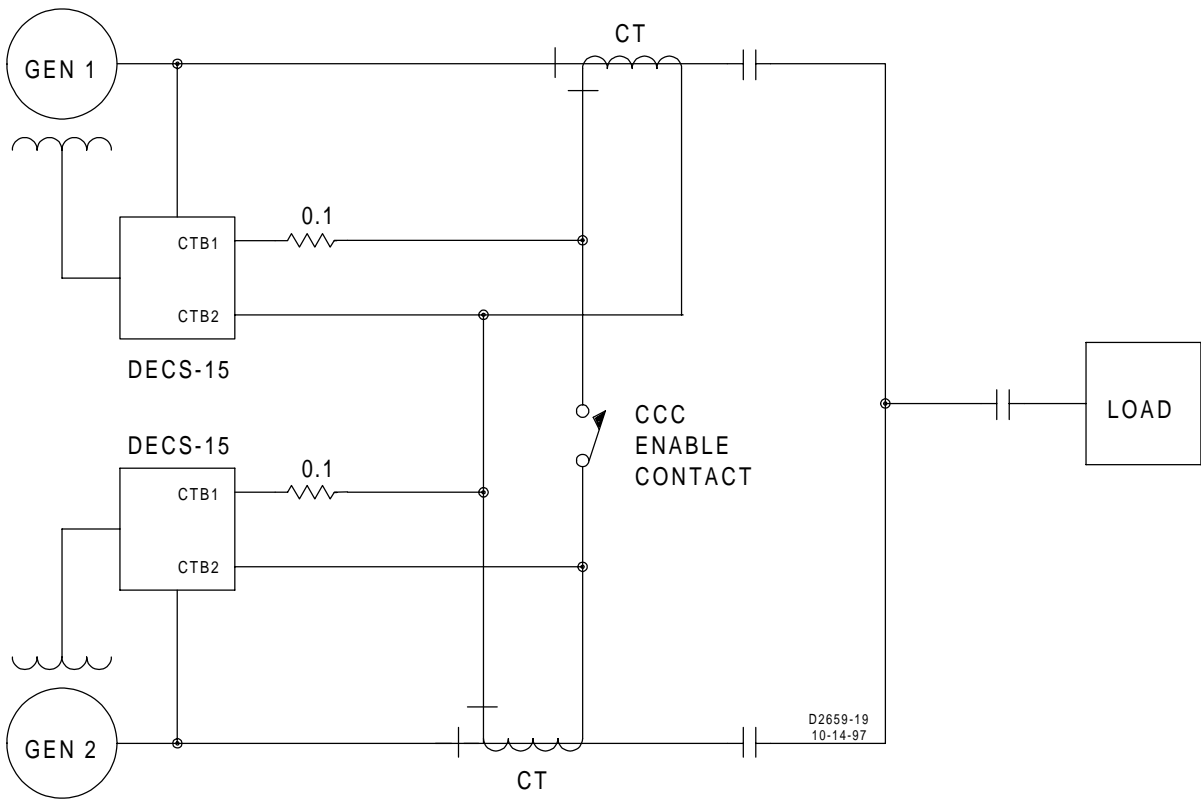 CT
GEN 1
0.1
CTB1
CTB2
DECS-15
CCC
ENABLE
CONTACT
LOAD
DECS-15
0.1
CTB1
CTB2
D2659-19
10-14-97
GEN 2
CT